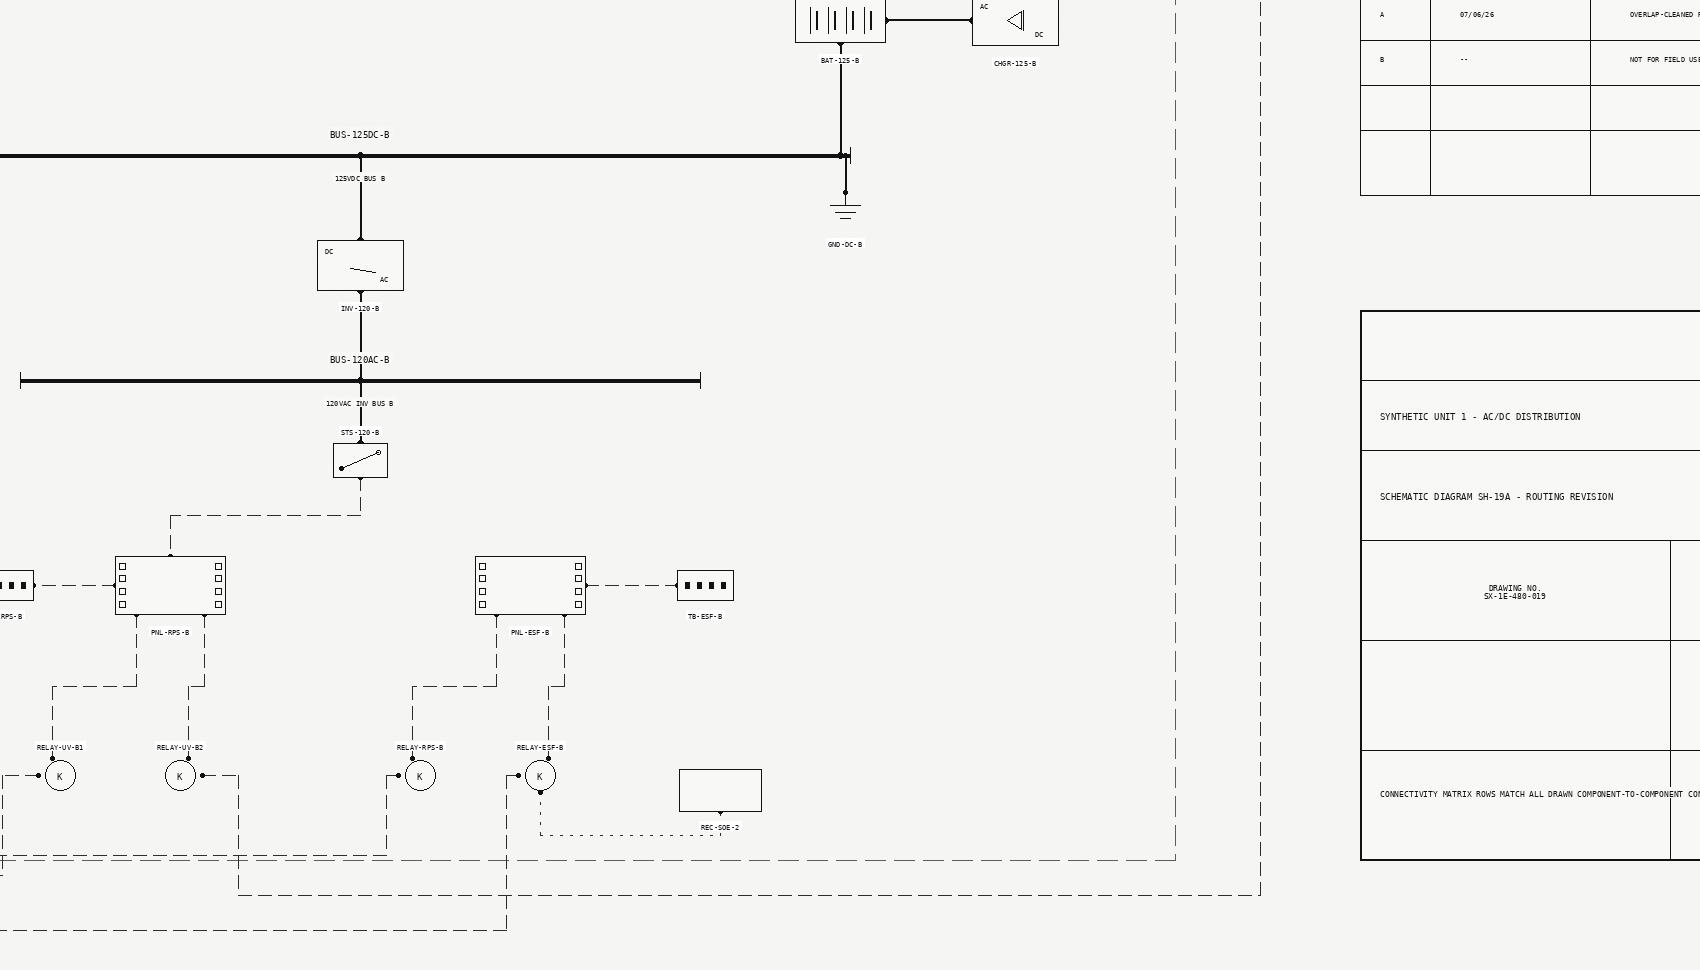 AC
DC
BAT-125-B
CHGR-125-B
A 07/06/26 OVERLAP-CLEANED
B -- NOT FOR FIELD USE
BUS-125DC-B
125VDC BUS B
GND-DC-B
DC
AC
INV-120-B
BUS-120AC-B
120VAC INV BUS B
STS-120-B
SYNTHETIC UNIT 1 - AC/DC DISTRIBUTION
SCHEMATIC DIAGRAM SH-19A - ROUTING REVISION
DRAWING NO.
SX-1E-480-019
RPS-B
PNL-RPS-B
PNL-ESF-B
TB-ESF-B
RELAY-UV-B1
RELAY-UV-B2
RELAY-RPS-B
RELAY-ESF-B
K
K
K
K
REC-SOE-2
CONNECTIVITY MATRIX ROWS MATCH ALL DRAWN COMPONENT-TO-COMPONENT